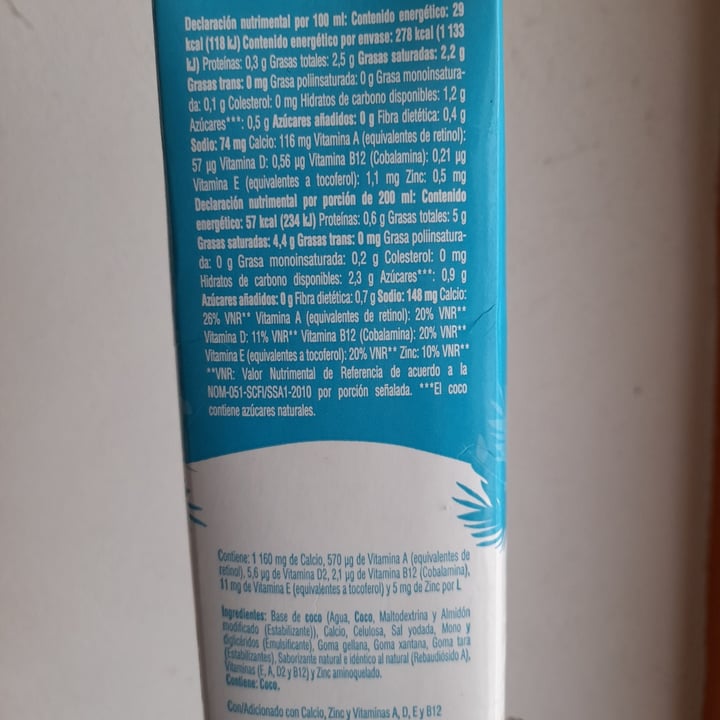 Declaración nutrimental por 100 ml: Contenido energético: 29
kcal (118 kJ) Contenido energético por envase: 278 kcal (1 133
kJ) Proteínas: 0,3 g Grasas totales: 2,5 g Grasas saturadas: 2,2 g
Grasas trans: 0 mg Grasa poliinsaturada: 0 g Grasa monoinsatura-
da: 0,1 g Colesterol: 0 mg Hidratos de carbono disponibles: 1,2 g
Azúcares***: 0,5 g Azúcares añadidos: 0 g Fibra dietética: 0,4 g
Sodio: 74 mg Calcio: 116 mg Vitamina A (equivalentes de retinol):
57 µg Vitamina D: 0,56 µg Vitamina B12 (Cobalamina): 0,21 µg
Vitamina E (equivalentes a tocoferol): 1,1 mg Zinc: 0,5 mg
Declaración nutrimental por porción de 200 ml: Contenido
energético: 57 kcal (234 kJ) Proteínas: 0,6 g Grasas totales: 5 g
Grasas saturadas: 4,4 g Grasas trans: 0 mg Grasa poliinsatura-
da: 0 g Grasa monoinsaturada: 0,2 g Colesterol: 0 mg
Hidratos de carbono disponibles: 2,3 g Azúcares***: 0,9 g
Azúcares añadidos: 0 g Fibra dietética: 0,7 g Sodio: 148 mg Calcio:
26% VNR** Vitamina A (equivalentes de retinol): 20% VNR**
Vitamina D: 11% VNR** Vitamina B12 (Cobalamina): 20% VNR**
Vitamina E (equivalentes a tocoferol): 20% VNR** Zinc: 10% VNR**
**VNR: Valor Nutrimental de Referencia de acuerdo a la
NOM-051-SCFI/SSA1-2010 por porción señalada. ***El coco
contiene azúcares naturales.
Contiene: 1 160 mg de Calcio, 570 µg de Vitamina A (equivalentes de
retinol), 5,6 µg de Vitamina D2, 2,1 µg de Vitamina B12 (Cobalamina),
11 mg de Vitamina E (equivalentes a tocoferol) y 5 mg de Zinc por L
Ingredientes: Base de coco (Agua, Coco, Maltodextrina y Almidón
modificado (Estabilizante)), Calcio, Celulosa, Sal yodada, Mono y
diglicéridos (Emulsificante), Goma gellana, Goma xantana, Goma tara
(Estabilizantes), Saborizante natural e idéntico al natural (Rebaudiósido A),
Vitaminas (E, A, D2 y B12) y Zinc aminoquelado.
Contiene: Coco.
Con/Adicionado con Calcio, Zinc y Vitaminas A, D, E y B12